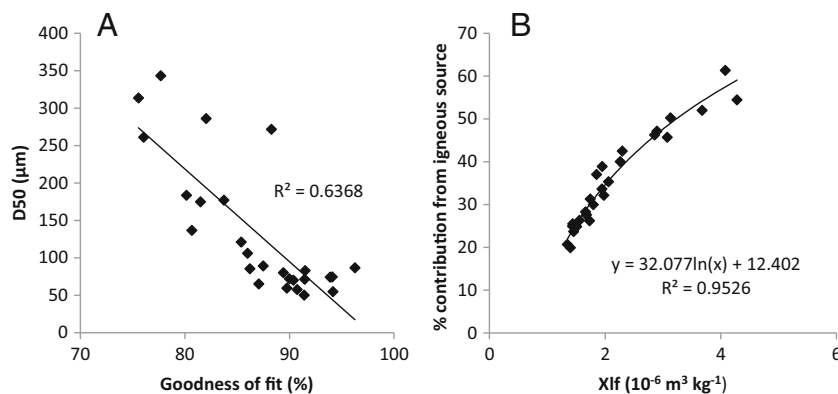 A
400
350
300
250
200
150
100
50
0
D50 (µm)
R² = 0.6368
70 80 90 100
Goodness of fit (%)
B
70
60
50
40
30
20
10
0
% contribution from igneous source
y = 32.077ln(x) + 12.402
R² = 0.9526
0 2 4 6
Xlf (10⁻⁶ m³ kg⁻¹)